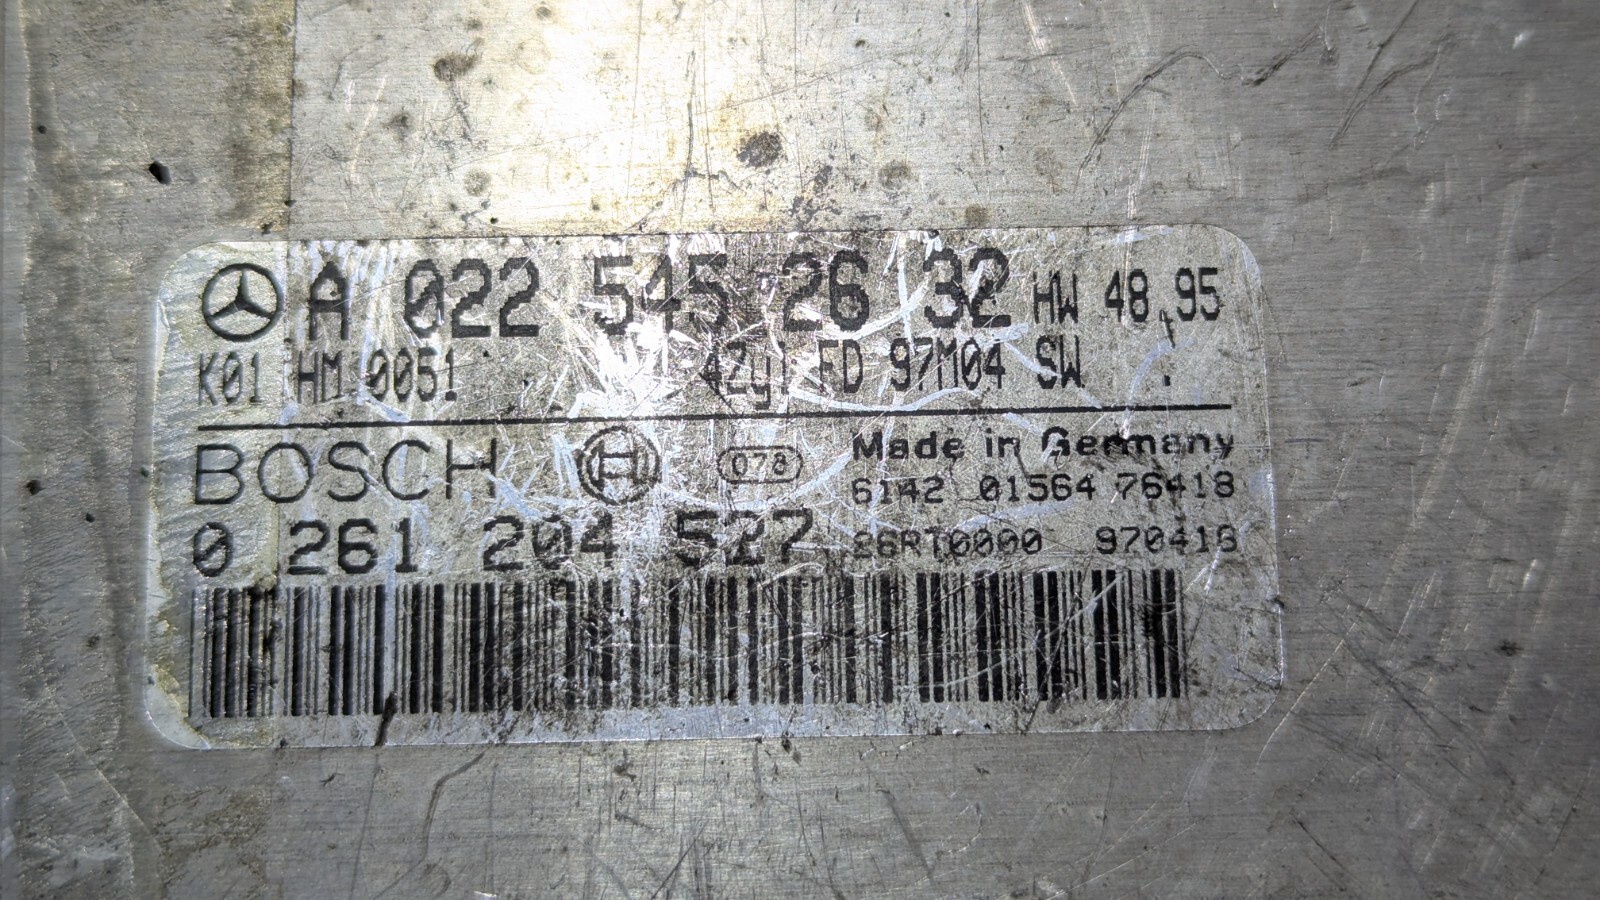 A 022 545 26 32 HW 48.95
K01 HM 0051 4Zyl FD 97M04 SW .
BOSCH 078 Made in Germany
6142 01564 76418
0 261 204 527 26RT0000 970418